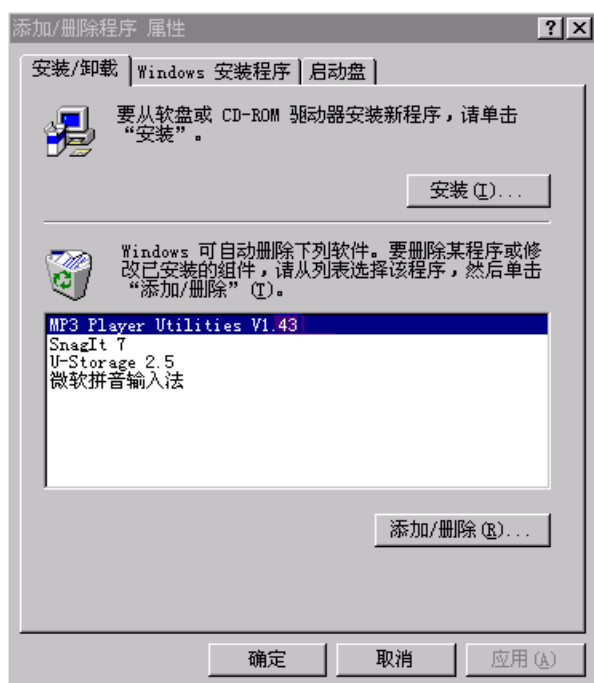 添加/删除程序 属性
安装/卸载 Windows 安装程序 启动盘
要从软盘或 CD-ROM 驱动器安装新程序，请单击
“安装”。
安装(I)...
Windows 可自动删除下列软件。要删除某程序或修
改已安装的组件，请从列表选择该程序，然后单击
“添加/删除”(T)。
MP3 Player Utilities V1.43
SnagIt 7
U-Storage 2.5
微软拼音输入法
添加/删除(R)...
确定 取消 应用(A)